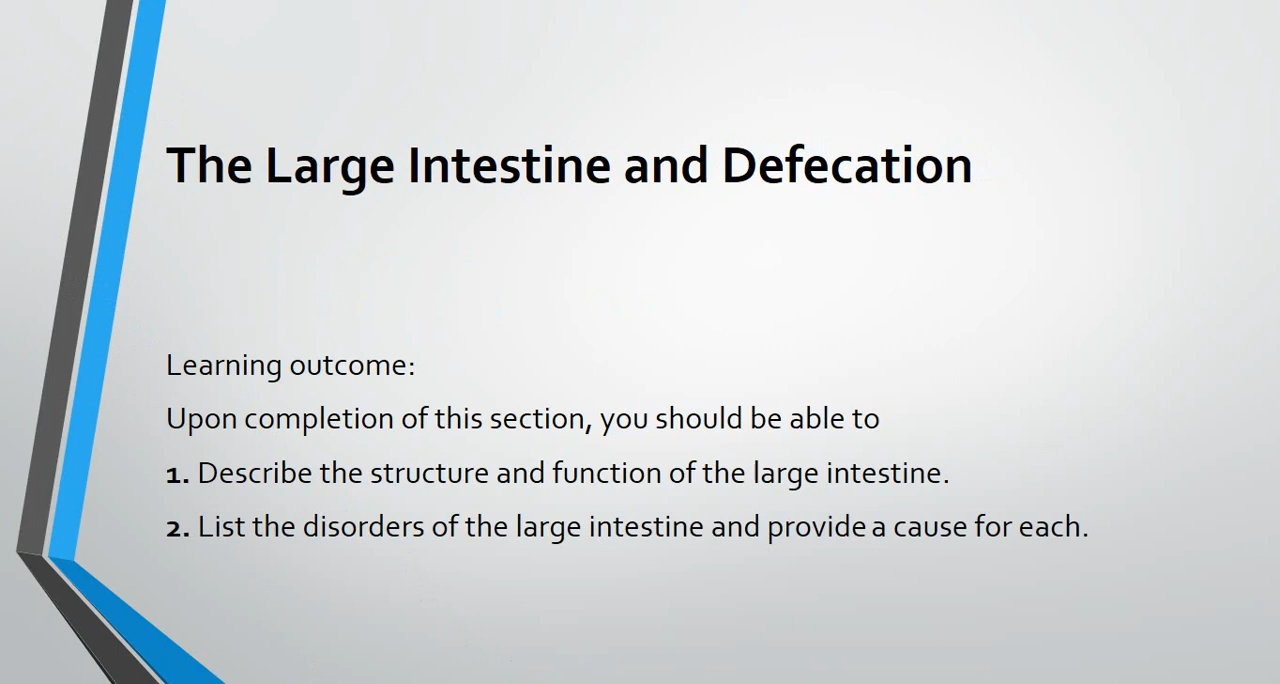 The Large Intestine and Defecation
Learning outcome:
Upon completion of this section, you should be able to
1. Describe the structure and function of the large intestine.
2. List the disorders of the large intestine and provide a cause for each.